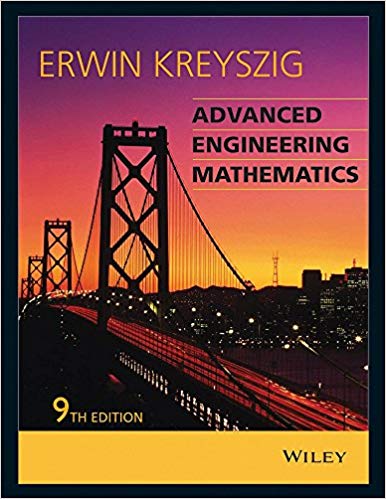 ERWIN KREYSZIG
ADVANCED
ENGINEERING
MATHEMATICS
9TH EDITION
WILEY